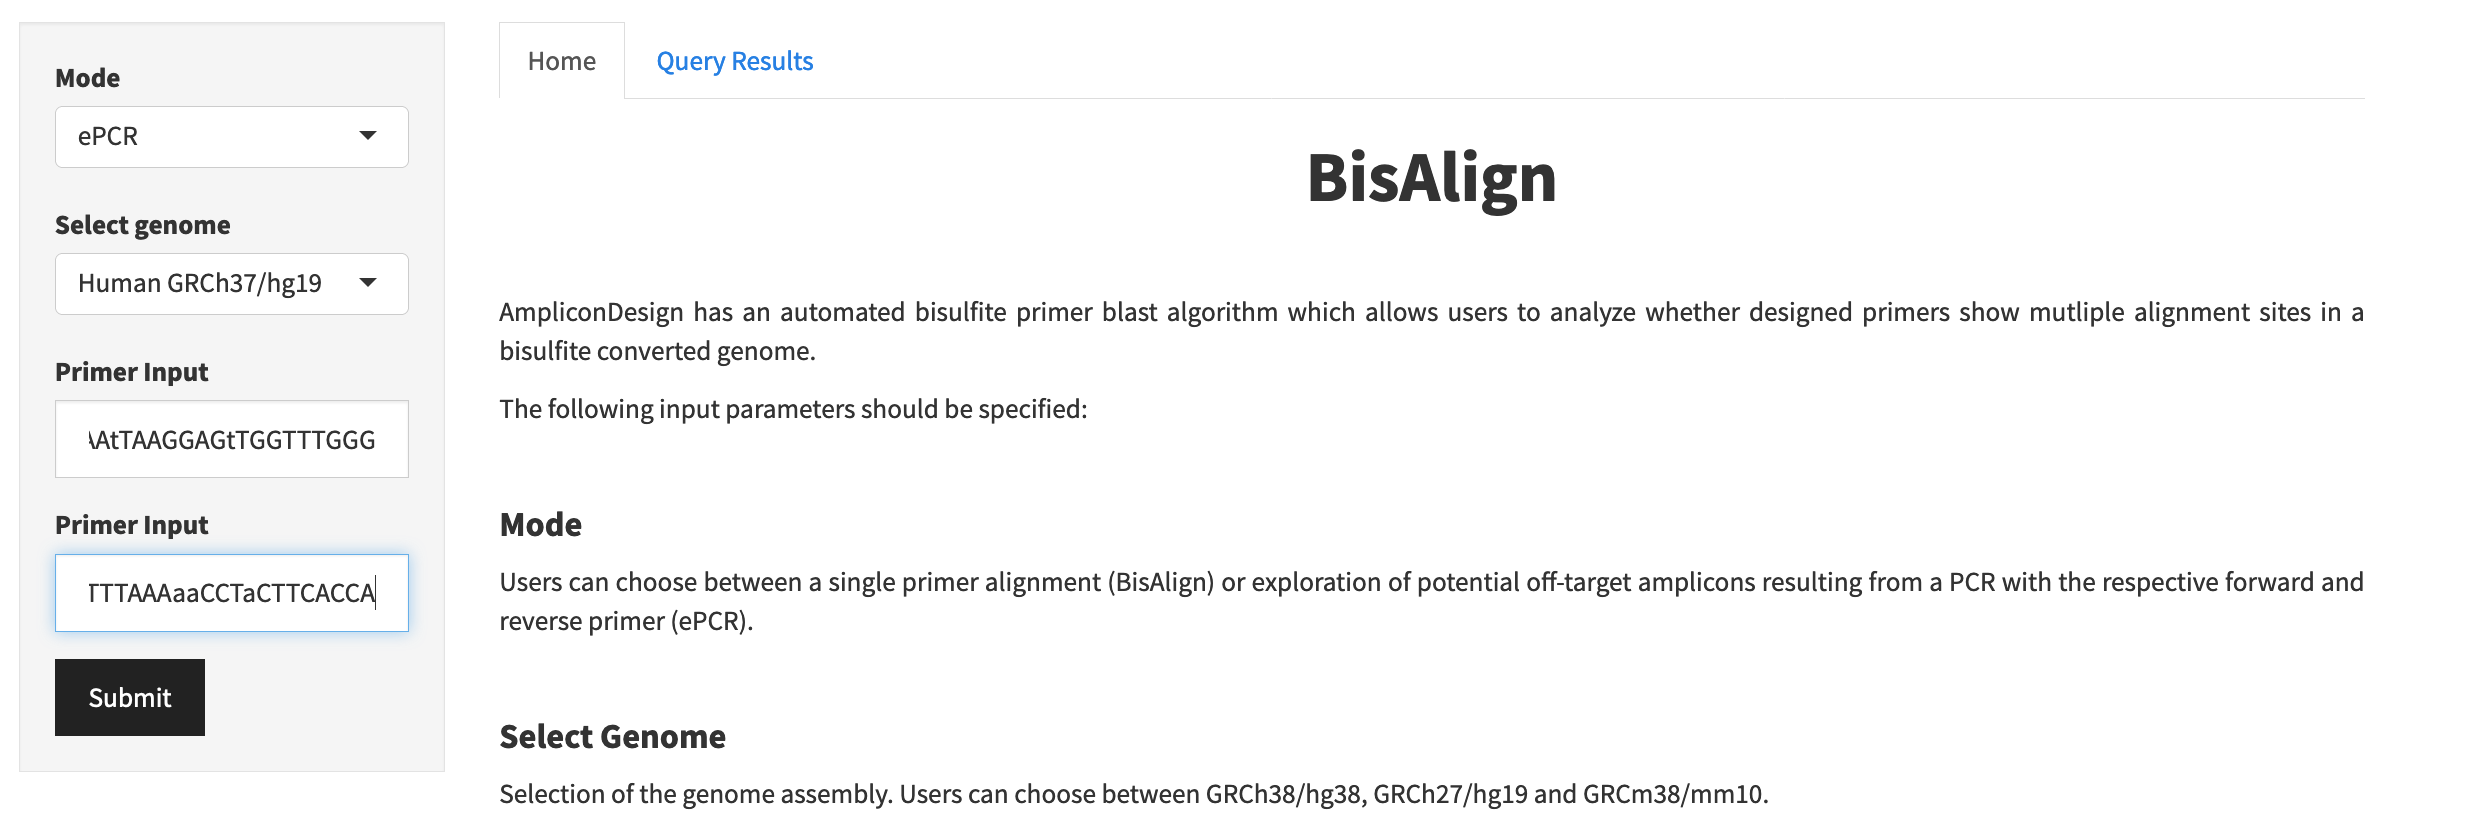 Mode
ePCR
Select genome
Human GRCh37/hg19
Primer Input
AtTAAGGAGtTGGTTTGGG
Primer Input
TTTAAAaaCCTaCTTCACCA
Submit
Home
Query Results
BisAlign
AmpliconDesign has an automated bisulfite primer blast algorithm which allows users to analyze whether designed primers show mutliple alignment sites in a
bisulfite converted genome.
The following input parameters should be specified:
Mode
Users can choose between a single primer alignment (BisAlign) or exploration of potential off-target amplicons resulting from a PCR with the respective forward and
reverse primer (ePCR).
Select Genome
Selection of the genome assembly. Users can choose between GRCh38/hg38, GRCh27/hg19 and GRCm38/mm10.